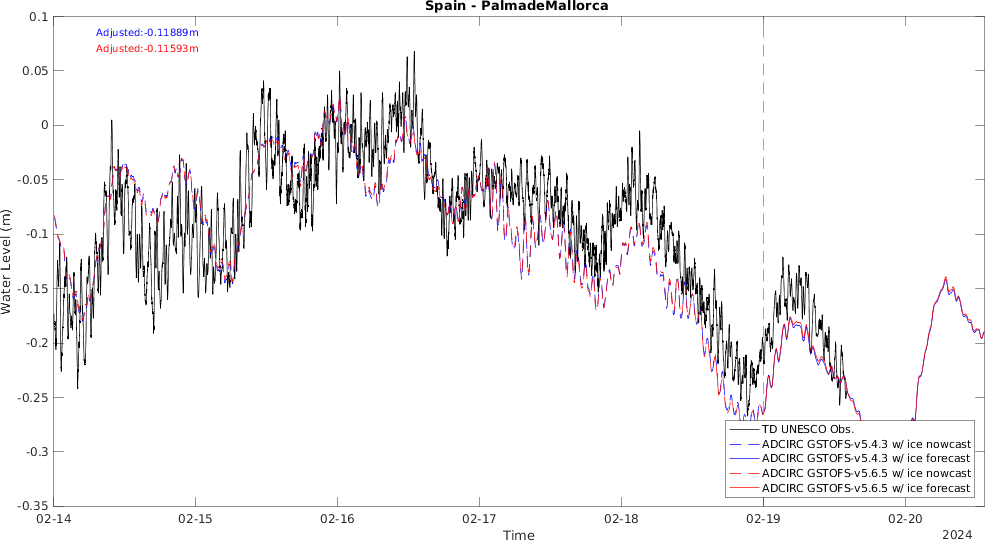 Spain - PalmadeMallorca
Adjusted:-0.11889m
Adjusted:-0.11593m
0.1
0.05
0
-0.05
-0.1
-0.15
-0.2
-0.25
-0.3
-0.35
Water Level (m)
TD UNESCO Obs.
ADCIRC GSTOFS-v5.4.3 w/ ice nowcast
ADCIRC GSTOFS-v5.4.3 w/ ice forecast
ADCIRC GSTOFS-v5.6.5 w/ ice nowcast
ADCIRC GSTOFS-v5.6.5 w/ ice forecast
02-14 02-15 02-16 02-17 02-18 02-19 02-20
Time
2024